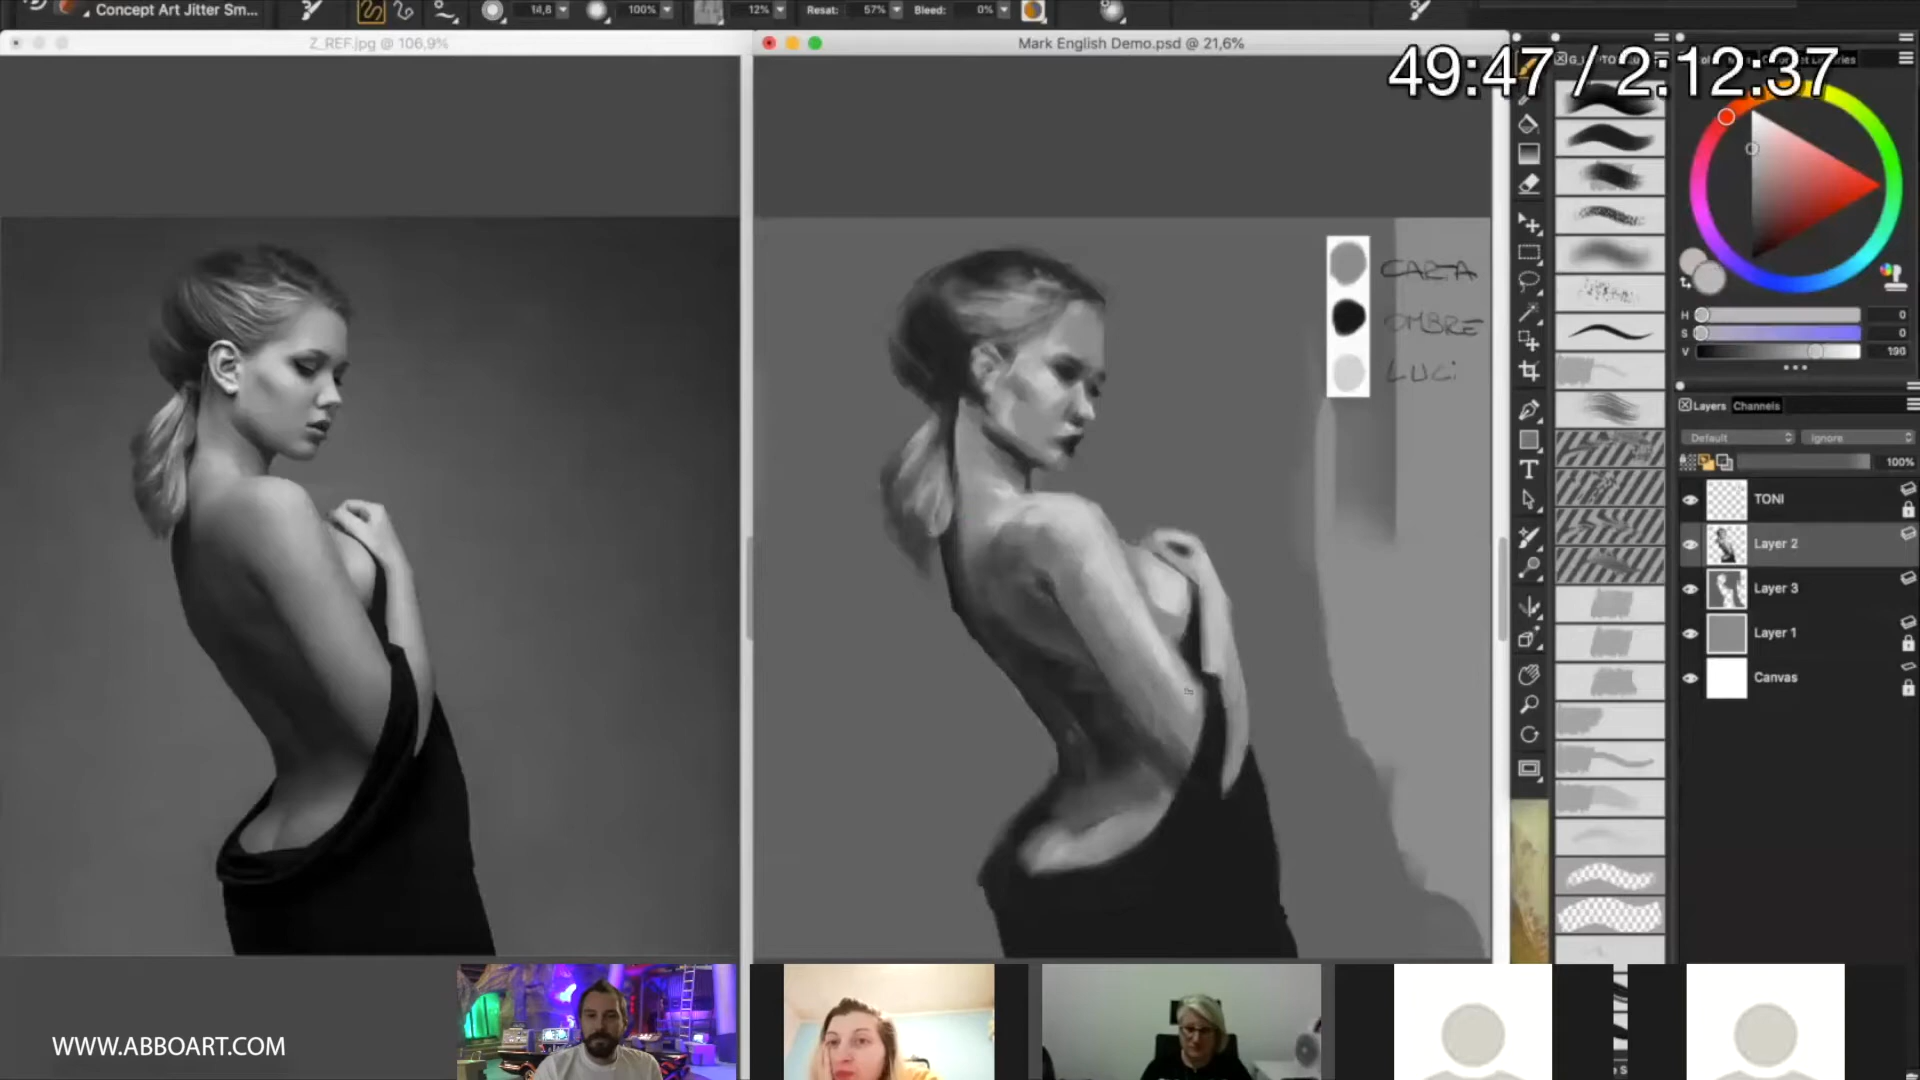 Concept Art Jitter Sm...
14,8
100%
12%
Resat: 57%
Bleed: 0%
Z_REF.jpg @ 106,9%
Mark English Demo.psd @ 21,6%
49:47 / 2:12:37
CARTA
OMBRE
LUCI
H 0
S 0
V 190
Layers Channels
Default
Ignore
100%
TONI
Layer 2
Layer 3
Layer 1
Canvas
WWW.ABBOART.COM